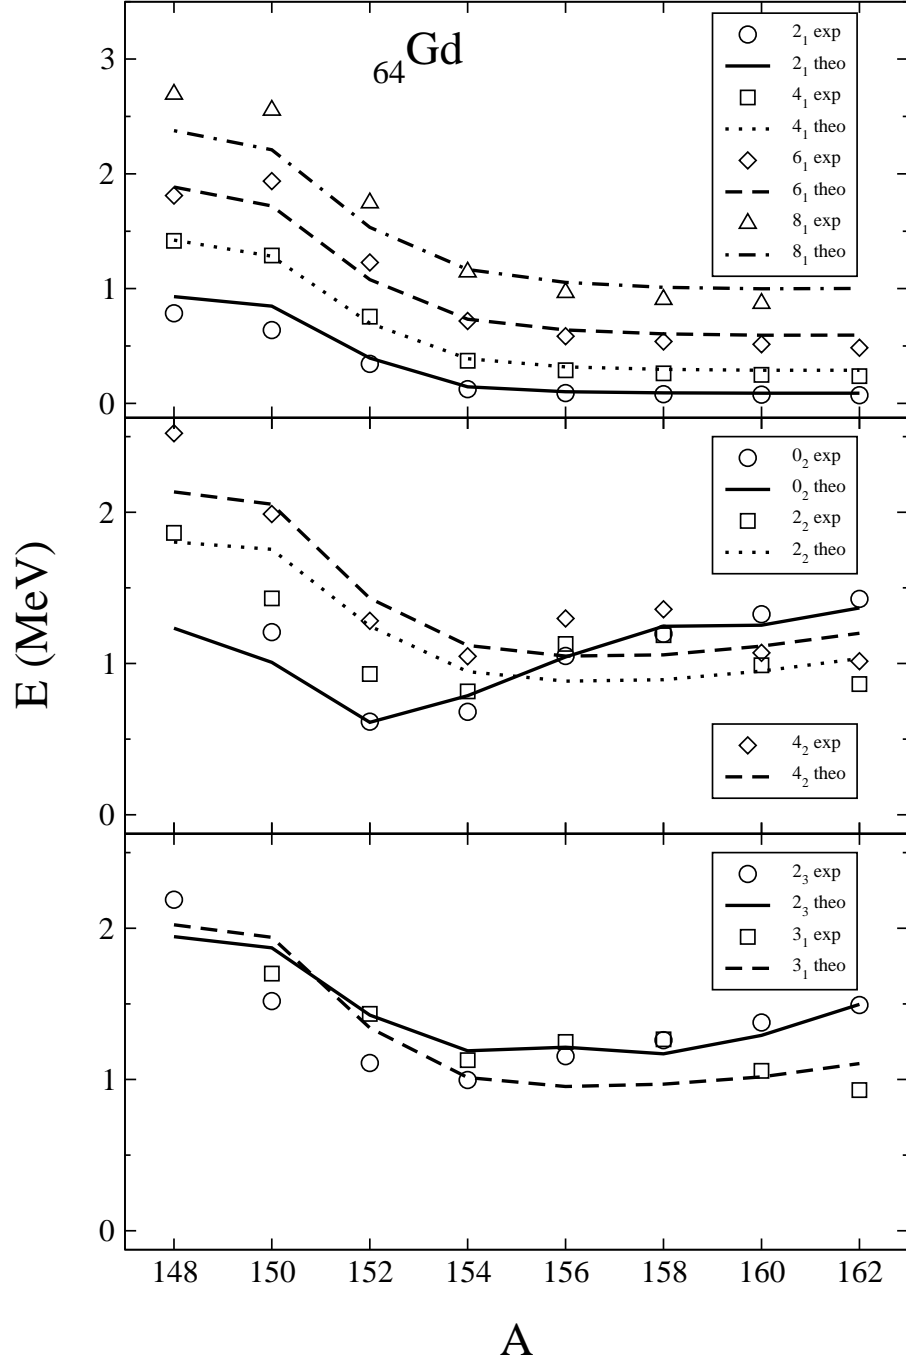 ₆₄Gd
3
2
1
0
2₁ exp
2₁ theo
4₁ exp
4₁ theo
6₁ exp
6₁ theo
8₁ exp
8₁ theo
E (MeV)
2
1
0
0₂ exp
0₂ theo
2₂ exp
2₂ theo
4₂ exp
4₂ theo
2
1
0
2₃ exp
2₃ theo
3₁ exp
3₁ theo
148 150 152 154 156 158 160 162
A